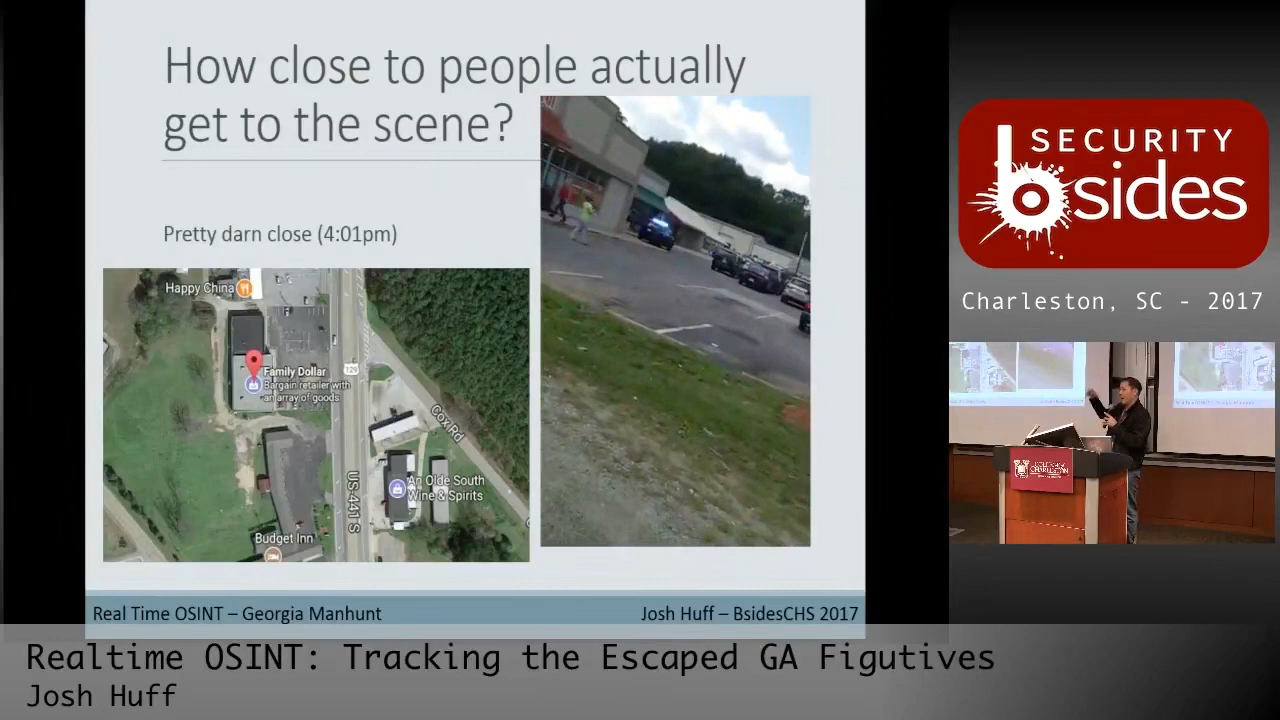 How close to people actually
get to the scene?
Pretty darn close (4:01pm)
Happy China
Family Dollar
Bargain retailer with
an array of goods
129
Cox Rd
US-441 S
An Olde South
Wine & Spirits
Budget Inn
Real Time OSINT – Georgia Manhunt
Josh Huff – BsidesCHS 2017
SECURITY
bsides
Charleston, SC - 2017
Realtime OSINT: Tracking the Escaped GA Figutives
Josh Huff